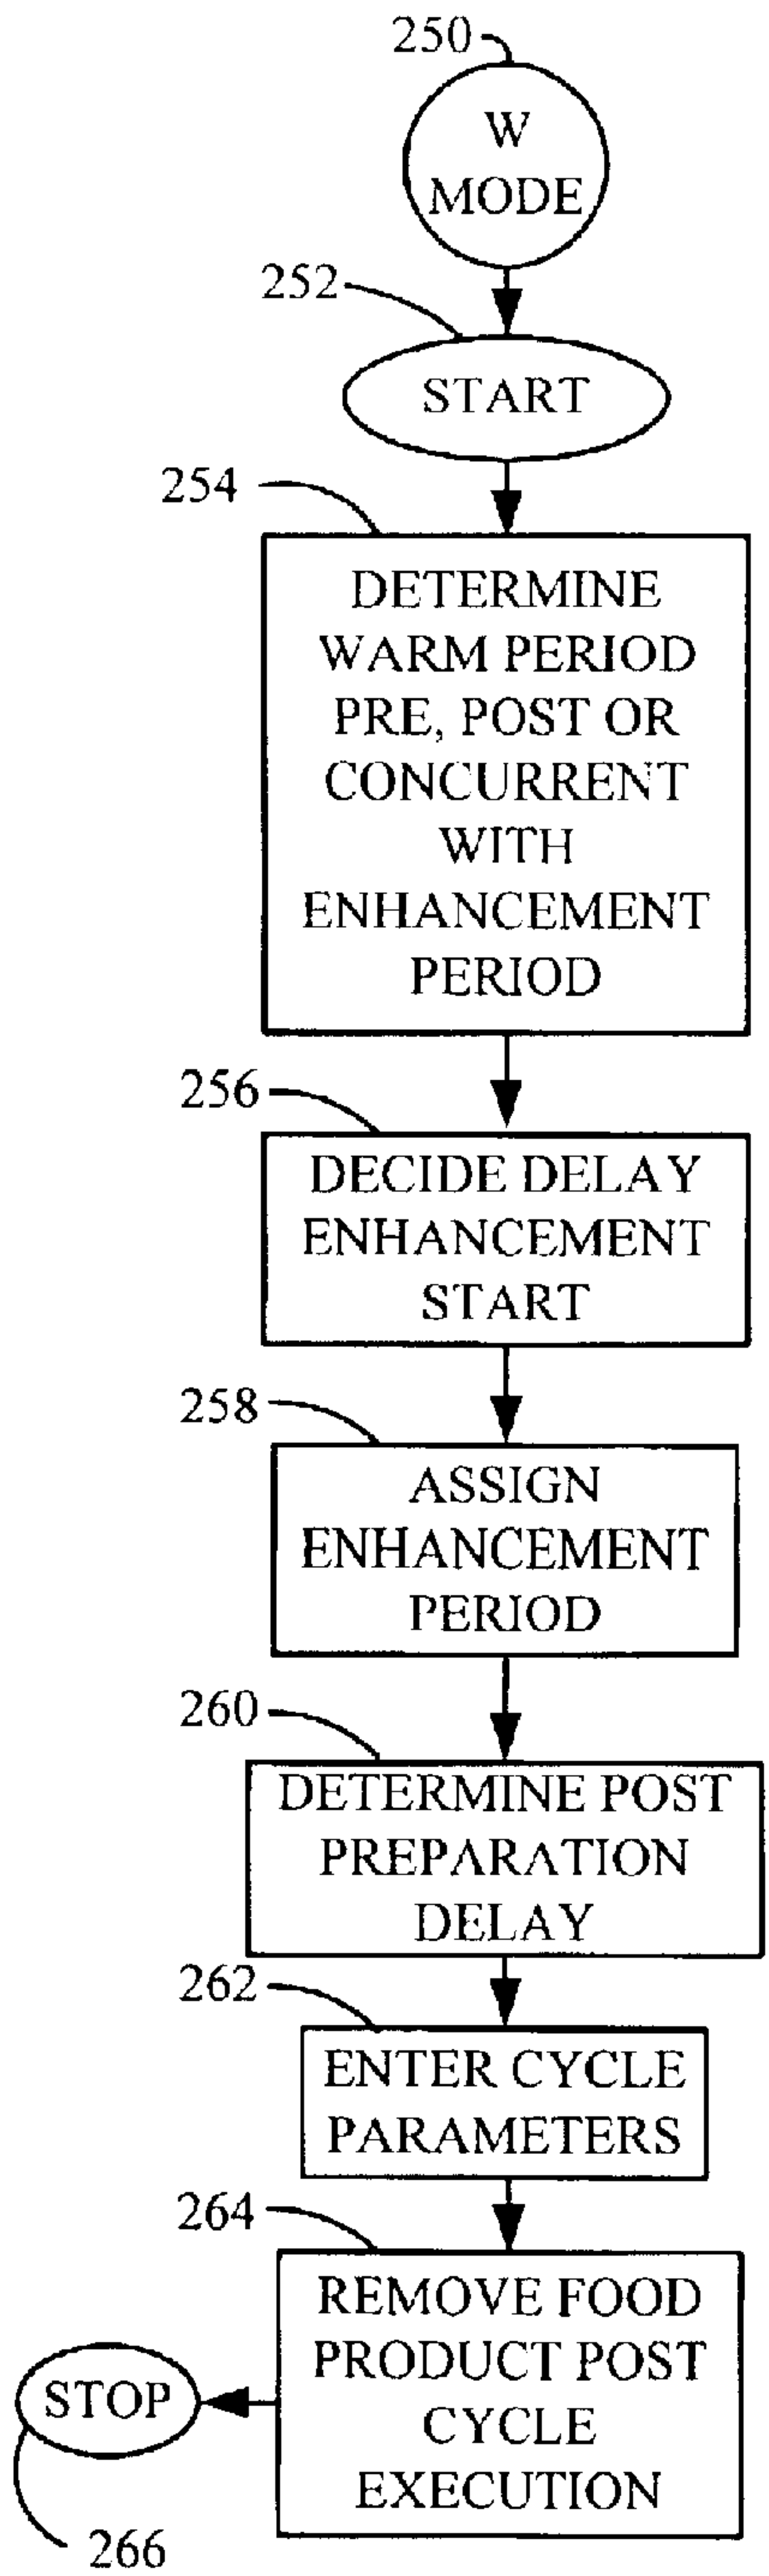 250
W
MODE
252
START
254
DETERMINE
WARM PERIOD
PRE, POST OR
CONCURRENT
WITH
ENHANCEMENT
PERIOD
256
DECIDE DELAY
ENHANCEMENT
START
258
ASSIGN
ENHANCEMENT
PERIOD
260
DETERMINE POST
PREPARATION
DELAY
262
ENTER CYCLE
PARAMETERS
264
REMOVE FOOD
PRODUCT POST
CYCLE
EXECUTION
STOP
266